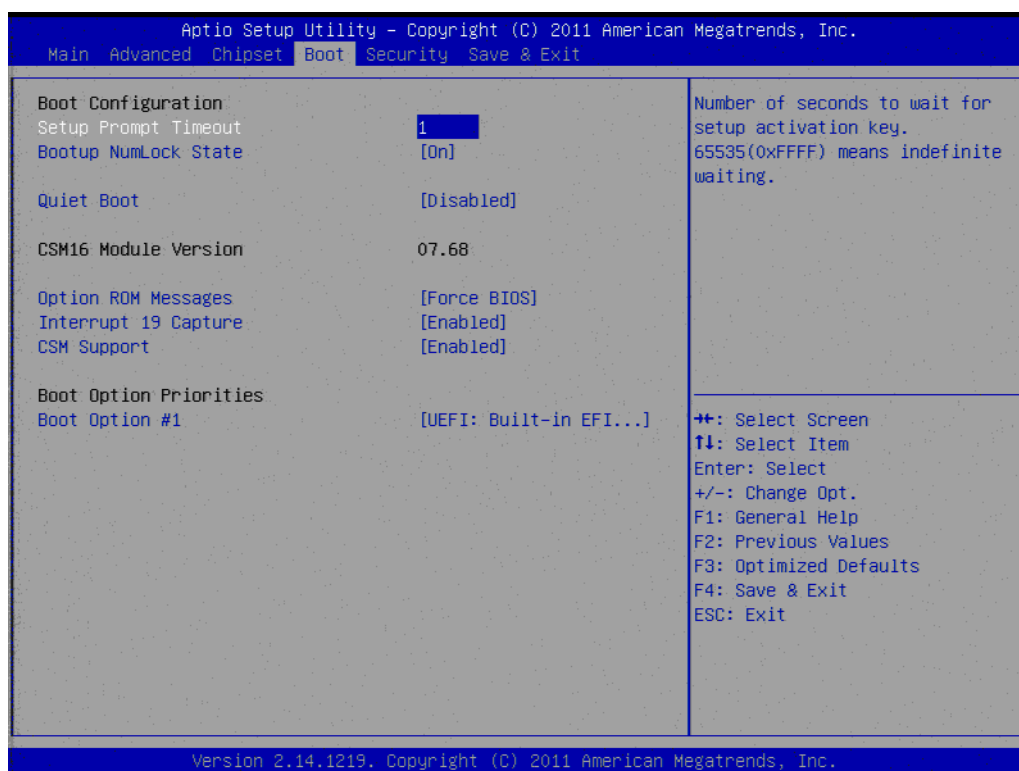 Aptio Setup Utility – Copyright (C) 2011 American Megatrends, Inc.
Main Advanced Chipset Boot Security Save & Exit
Boot Configuration
Setup Prompt Timeout 1
Bootup NumLock State [On]
Quiet Boot [Disabled]
CSM16 Module Version 07.68
Option ROM Messages [Force BIOS]
Interrupt 19 Capture [Enabled]
CSM Support [Enabled]
Boot Option Priorities
Boot Option #1 [UEFI: Built-in EFI...]
Number of seconds to wait for
setup activation key.
65535(0xFFFF) means indefinite
waiting.
→←: Select Screen
↑↓: Select Item
Enter: Select
+/-: Change Opt.
F1: General Help
F2: Previous Values
F3: Optimized Defaults
F4: Save & Exit
ESC: Exit
Version 2.14.1219. Copyright (C) 2011 American Megatrends, Inc.